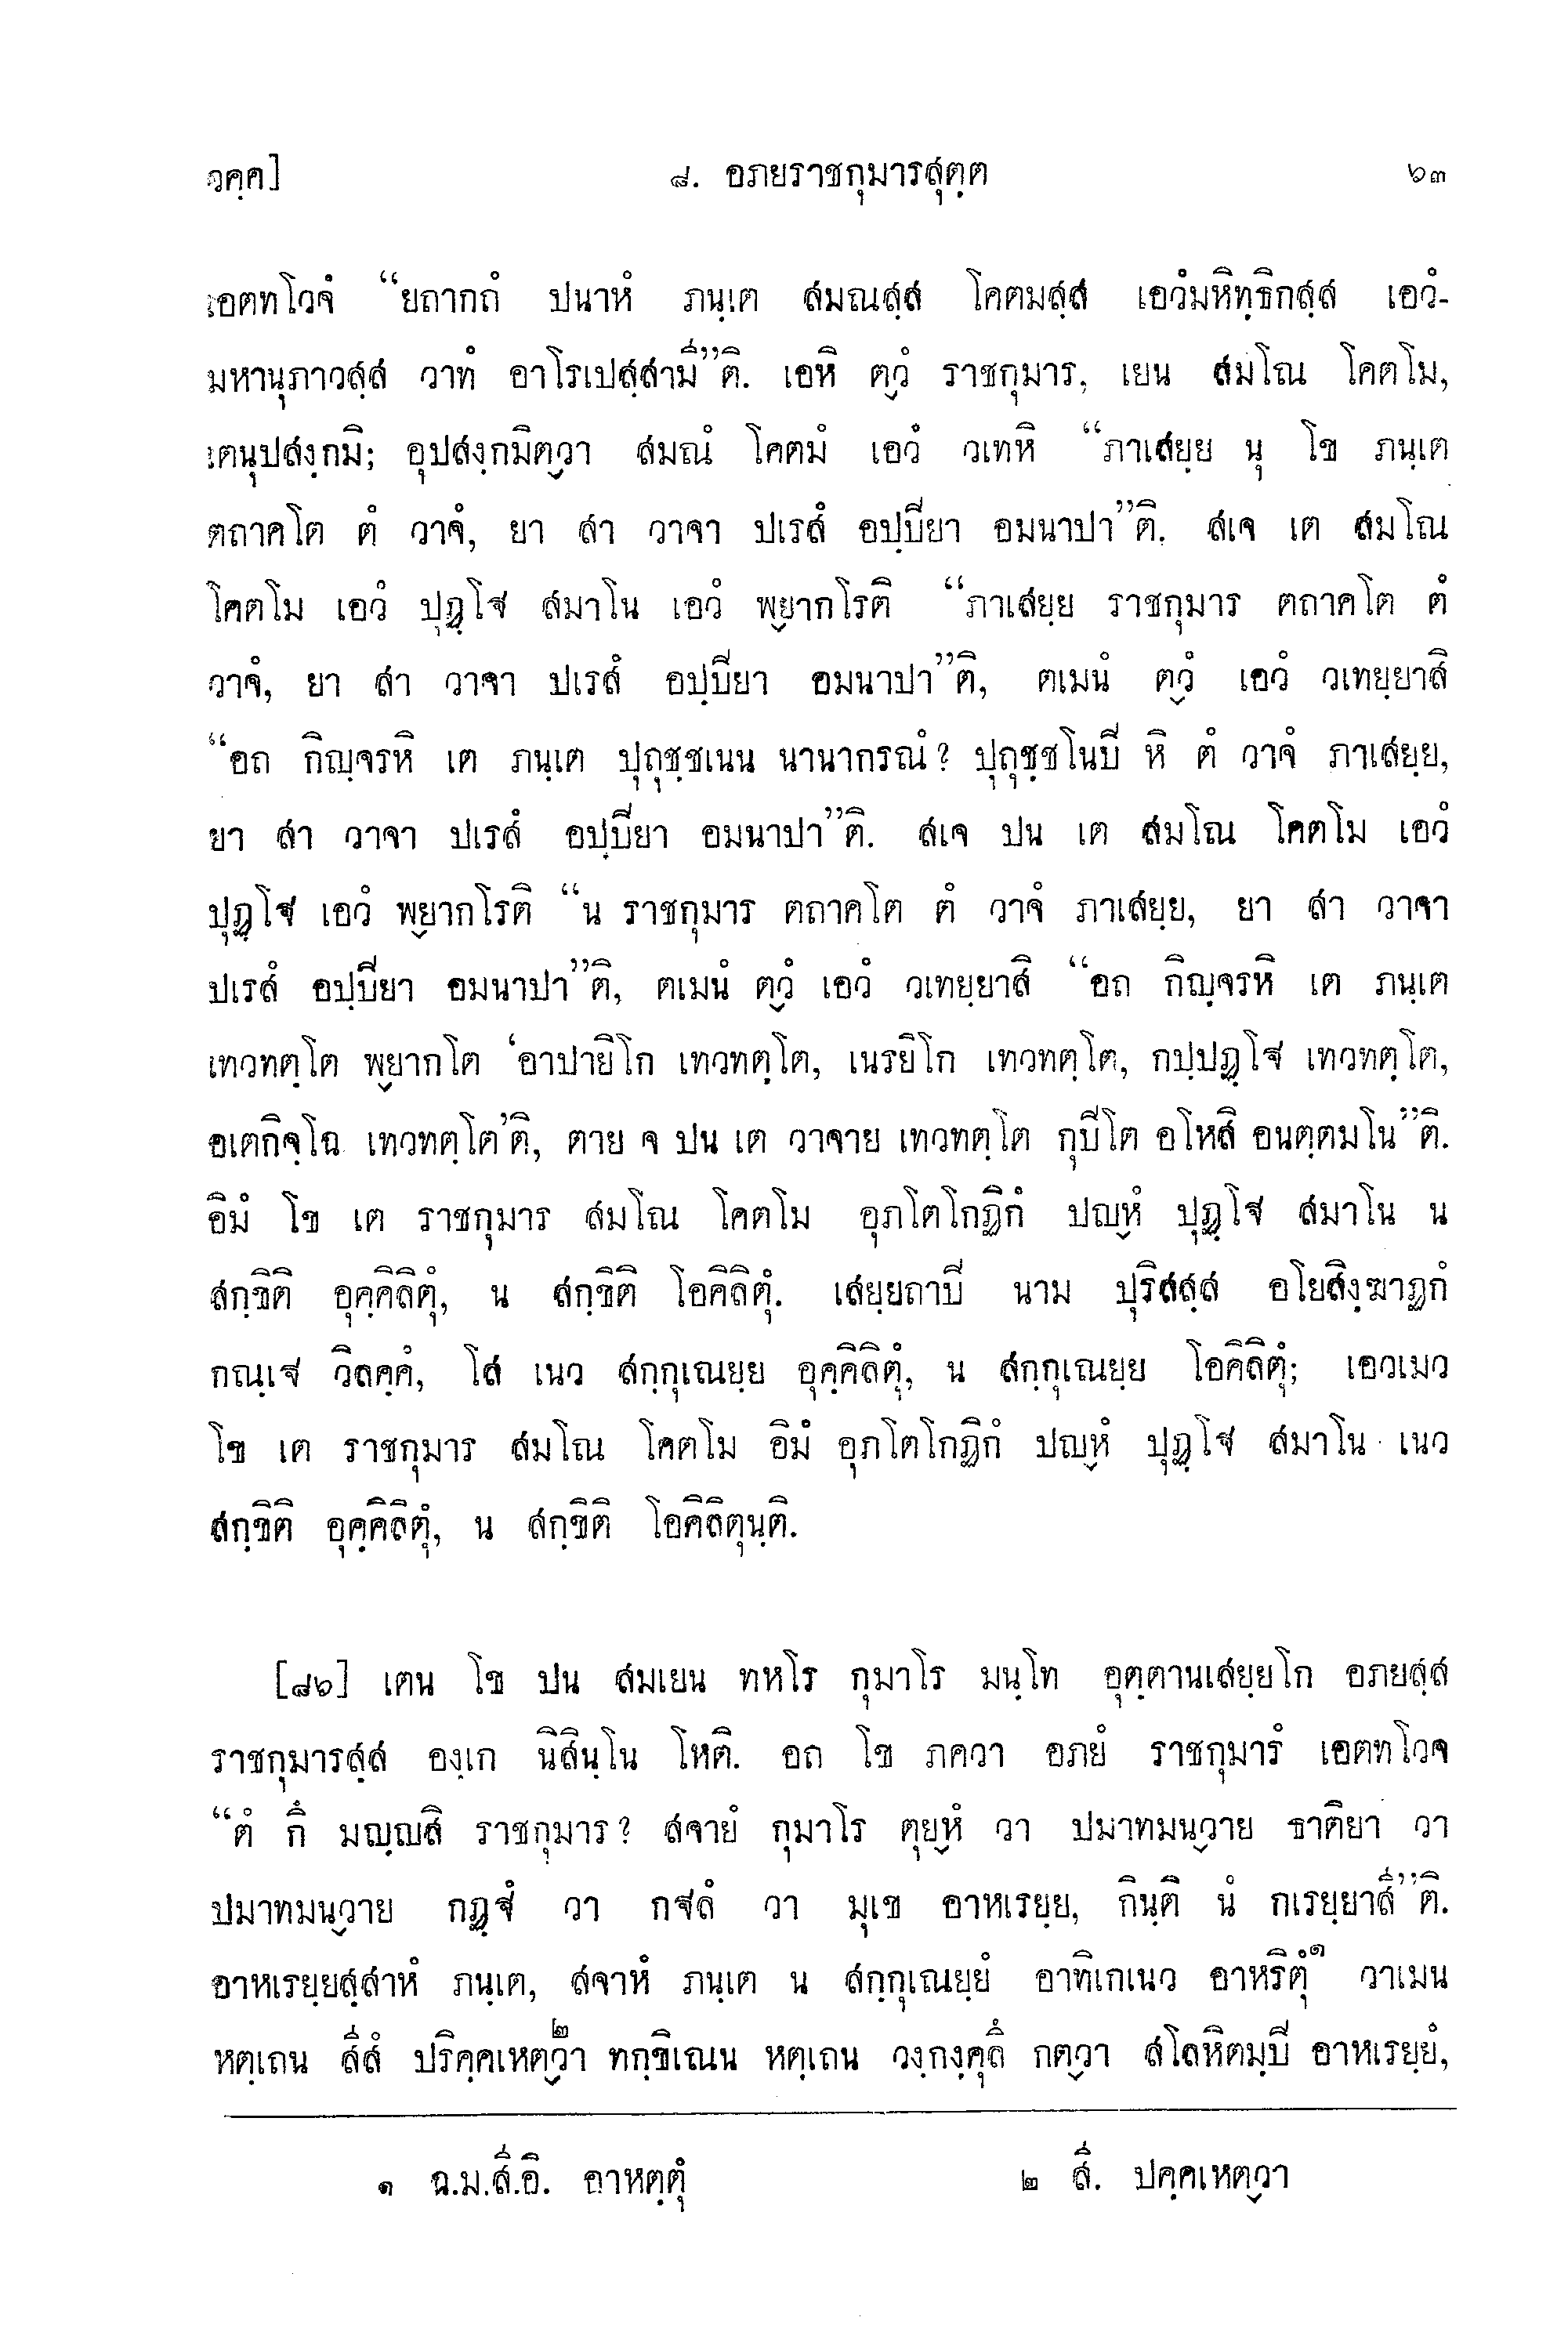 วคฺค] ๘. อภยราชกุมารสุตฺต ๖๓
เอตทโวจํ “ยถากถํ ปนาหํ ภนฺเต สมณสฺส โคตมสฺส เอวํมหิทฺธิกสฺส เอวํ-
มหานุภาวสฺส วาทํ อาโรเปสฺสามี”ติ. เอหิ ตฺวํ ราชกุมาร, เยน สมโณ โคตโม,
เตนุปสงฺกมิ; อุปสงฺกมิตฺวา สมณํ โคตมํ เอวํ วเทหิ “ภาเสยฺย นุ โข ภนฺเต
ตถาคโต ตํ วาจํ, ยา สา วาจา ปเรสํ อปฺปิยา อมนาปา”ติ. สเจ เต สมโณ
โคตโม เอวํ ปุฏฺโฐ สมาโน เอวํ พฺยากโรติ “ภาเสยฺย ราชกุมาร ตถาคโต ตํ
วาจํ, ยา สา วาจา ปเรสํ อปฺปิยา อมนาปา”ติ, ตเมนํ ตฺวํ เอวํ วเทยฺยาสิ
“อถ กิญฺจรหิ เต ภนฺเต ปุถุชฺชเนน นานากรณํ? ปุถุชฺชโนปิ หิ ตํ วาจํ ภาเสยฺย,
ยา สา วาจา ปเรสํ อปฺปิยา อมนาปา”ติ. สเจ ปน เต สมโณ โคตโม เอวํ
ปุฏฺโฐ เอวํ พฺยากโรติ “น ราชกุมาร ตถาคโต ตํ วาจํ ภาเสยฺย, ยา สา วาจา
ปเรสํ อปฺปิยา อมนาปา”ติ, ตเมนํ ตฺวํ เอวํ วเทยฺยาสิ “อถ กิญฺจรหิ เต ภนฺเต
เทวทตฺโต พฺยากโต ‘อาปายิโก เทวทตฺโต, เนรยิโก เทวทตฺโต, กปฺปฏฺโฐ เทวทตฺโต,
อเตกิจฺโฉ เทวทตฺโต’ติ, ตาย จ ปน เต วาจาย เทวทตฺโต กุปิโต อโหสิ อนตฺตมโน”ติ.
อิมํ โข เต ราชกุมาร สมโณ โคตโม อุภโตโกฏิกํ ปญฺหํ ปุฏฺโฐ สมาโน น
สกฺขิติ อุคฺคิลิตุํ, น สกฺขิติ โอคิลิตุํ. เสยฺยถาปิ นาม ปุริสสฺส อโยสิงฺฆาฏกํ
กณฺเฐ วิลคฺคํ, โส เนว สกฺกุเณยฺย อุคฺคิลิตุํ, น สกฺกุเณยฺย โอคิลิตุํ; เอวเมว
โข เต ราชกุมาร สมโณ โคตโม อิมํ อุภโตโกฏิกํ ปญฺหํ ปุฏฺโฐ สมาโน เนว
สกฺขิติ อุคฺคิลิตุํ, น สกฺขิติ โอคิลิตุนฺติ.
[๘๖] เตน โข ปน สมเยน ทหโร กุมาโร มนฺโท อุตฺตานเสยฺยโก อภยสฺส
ราชกุมารสฺส องฺเก นิสินฺโน โหติ. อถ โข ภควา อภยํ ราชกุมารํ เอตทโวจ
“ตํ กึ มญฺญสิ ราชกุมาร? สจายํ กุมาโร ตุยฺหํ วา ปมาทมนฺวาย ธาติยา วา
ปมาทมนฺวาย กฏฺฐํ วา กฐลํ วา มุเข อาหเรยฺย, กินฺติ นํ กเรยฺยาสี”ติ.
อาหเรยฺยสฺสาหํ ภนฺเต, สจาหํ ภนฺเต น สกฺกุเณยฺยํ อาทิเกเนว อาหริตุํ๑ วาเมน
หตฺเถน สีสํ ปริคฺคเหตฺวา๒ ทกฺขิเณน หตฺเถน วงฺกงฺคุลึ กตฺวา สโลหิตมฺปิ อาหเรยฺยํ,
๑ ฉ.ม.สี.อิ. อาหตฺตุํ ๒ สี. ปคฺคเหตฺวา